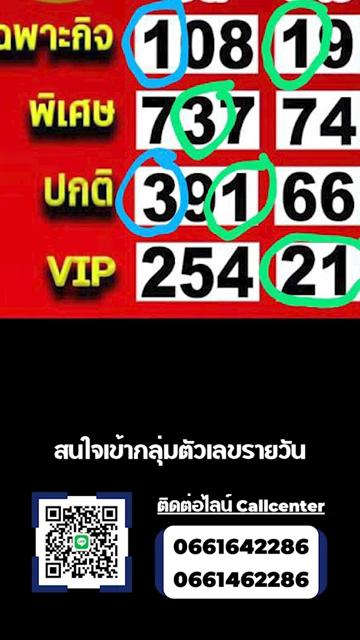 ฉพาะกิจ 108 19
พิเศษ 737 74
ปกติ 391 66
VIP 254 21
สนใจเข้ากลุ่มตัวเลขรายวัน
ติดต่อไลน์ Callcenter
0661642286
0661462286